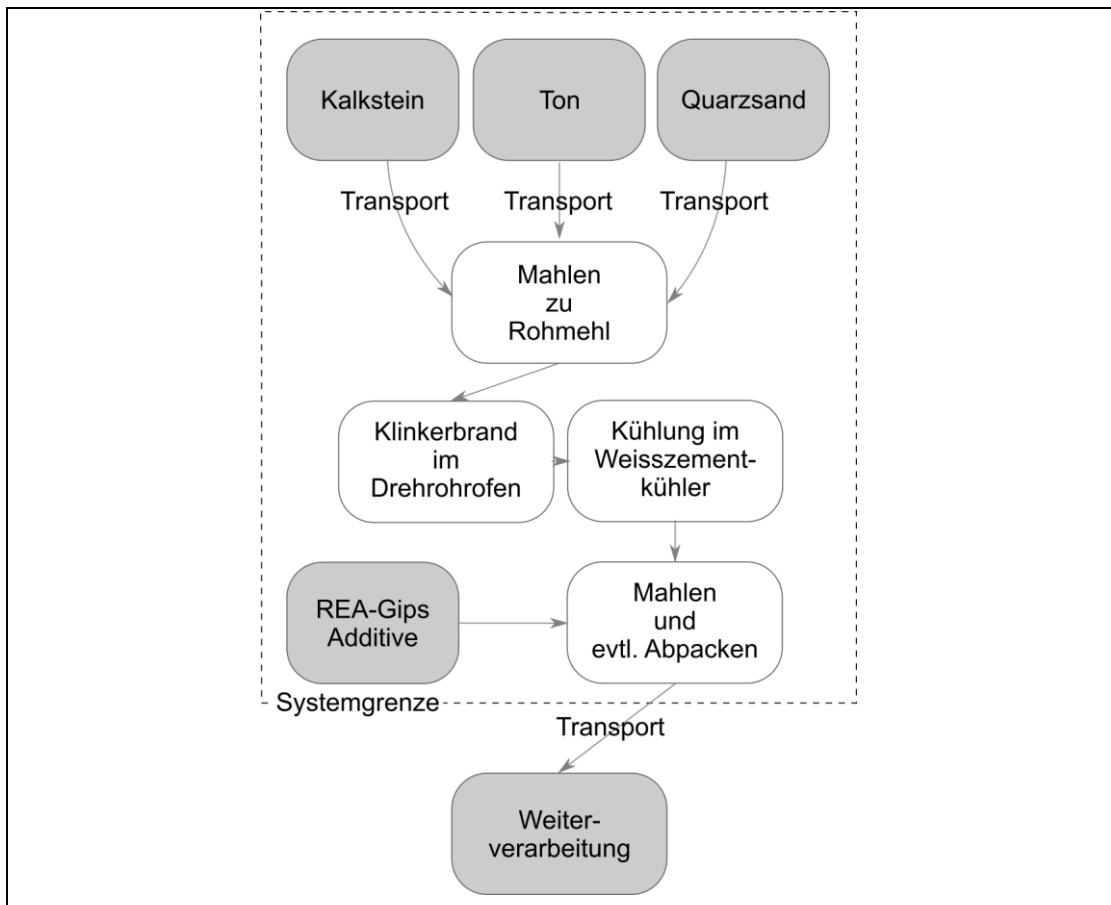 Kalkstein
Ton
Quarzsand
Transport
Transport
Transport
Mahlen
zu
Rohmehl
Klinkerbrand
im
Drehrohrofen
Kühlung im
Weisszement-
kühler
REA-Gips
Additive
Mahlen
und
evtl. Abpacken
Systemgrenze
Transport
Weiter-
verarbeitung